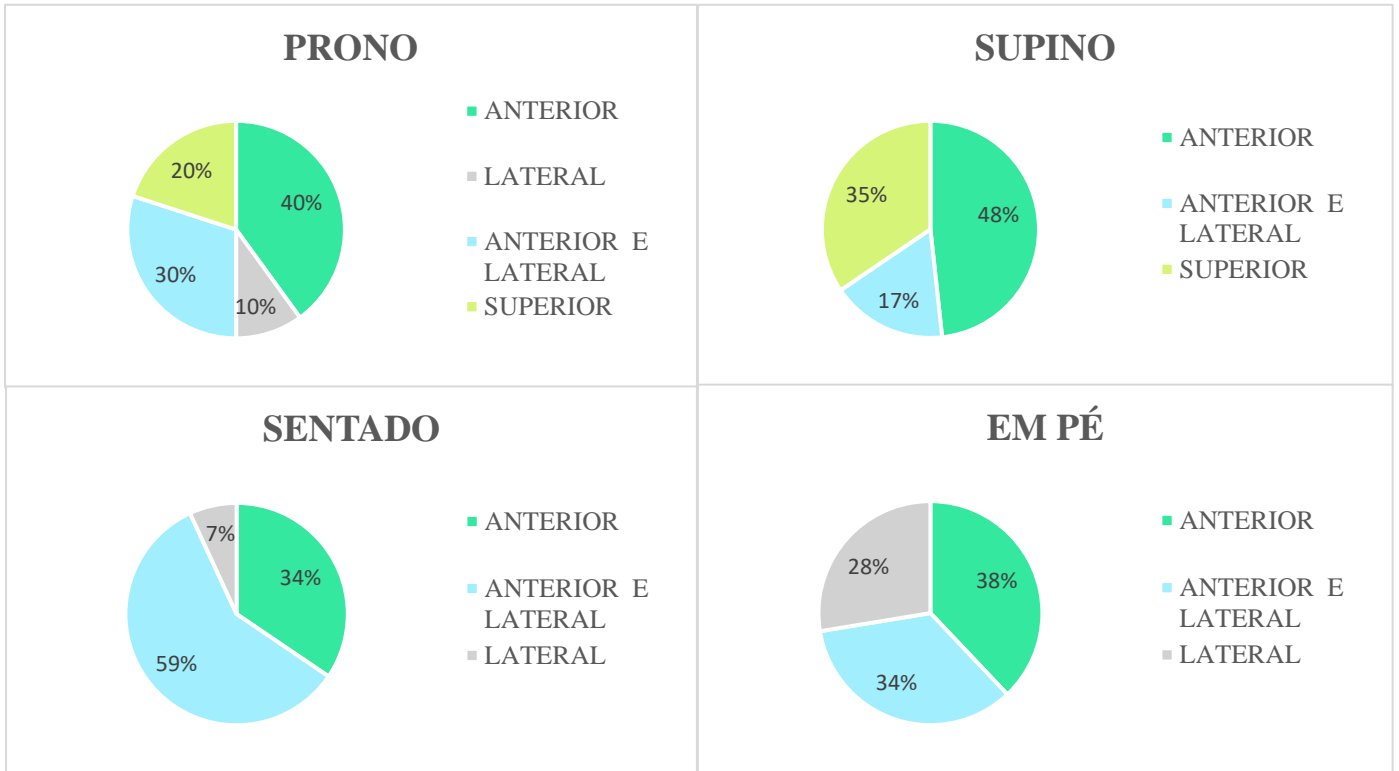 PRONO
20%
40%
30%
10%
ANTERIOR
LATERAL
ANTERIOR E
LATERAL
SUPERIOR
SUPINO
35%
48%
17%
ANTERIOR
ANTERIOR E
LATERAL
SUPERIOR
SENTADO
7%
34%
59%
ANTERIOR
ANTERIOR E
LATERAL
LATERAL
EM PÉ
28%
38%
34%
ANTERIOR
ANTERIOR E
LATERAL
LATERAL